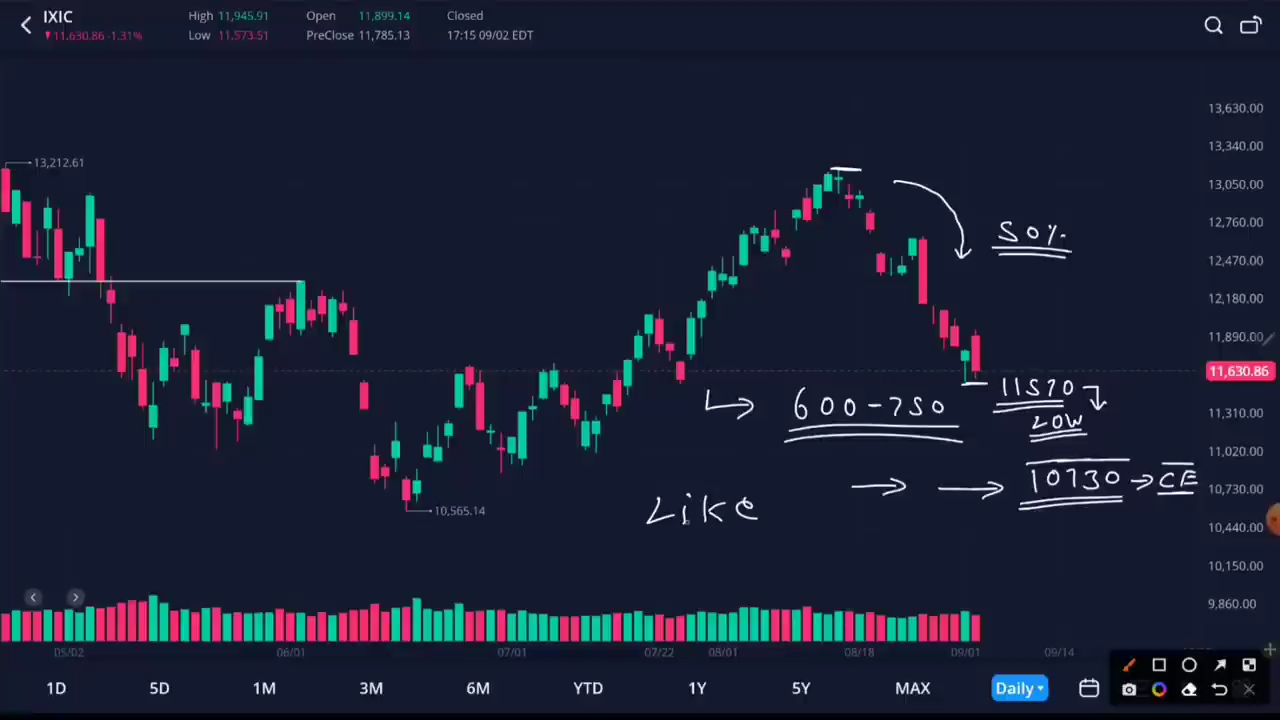 IXIC
High 11,945.91 Open 11,899.14 Closed
▼11,630.86 -1.31% Low 11,573.51 PreClose 11,785.13 17:15 09/02 EDT
13,630.00
13,340.00
13,212.61
13,050.00
12,760.00
50%
12,470.00
12,180.00
11,890.00
11,630.86
11570
600-750
LOW
11,310.00
11,020.00
10730 → CE
10,730.00
Like
10,565.14
10,440.00
10,150.00
9,860.00
05/02 06/01 07/01 07/22 08/01 08/18 09/01 09/14
1D 5D 1M 3M 6M YTD 1Y 5Y MAX Daily